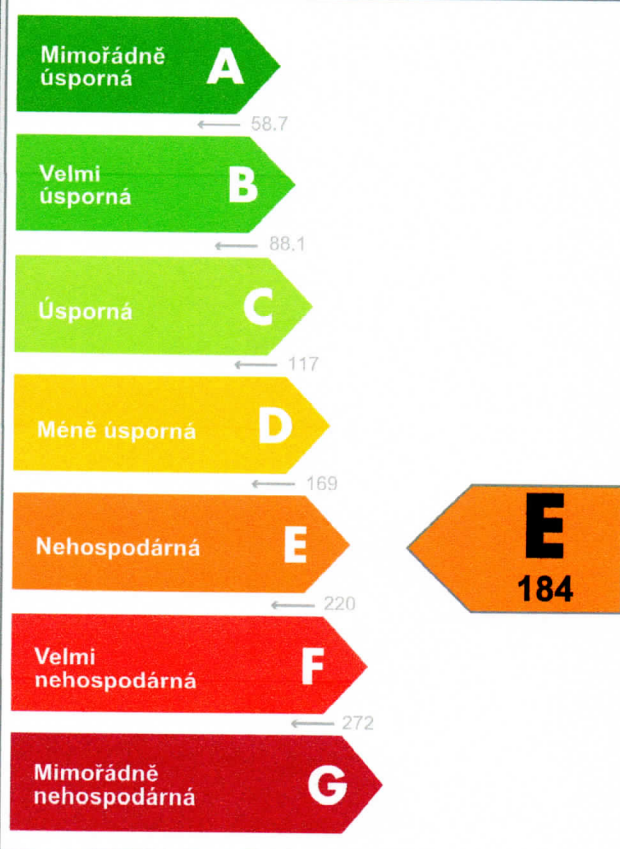 Mimořádně
úsporná
A
← 58.7
Velmi
úsporná
B
← 88.1
Úsporná
C
← 117
Méně úsporná
D
← 169
Nehospodárná
E
E
184
← 220
Velmi
nehospodárná
F
← 272
Mimořádně
nehospodárná
G